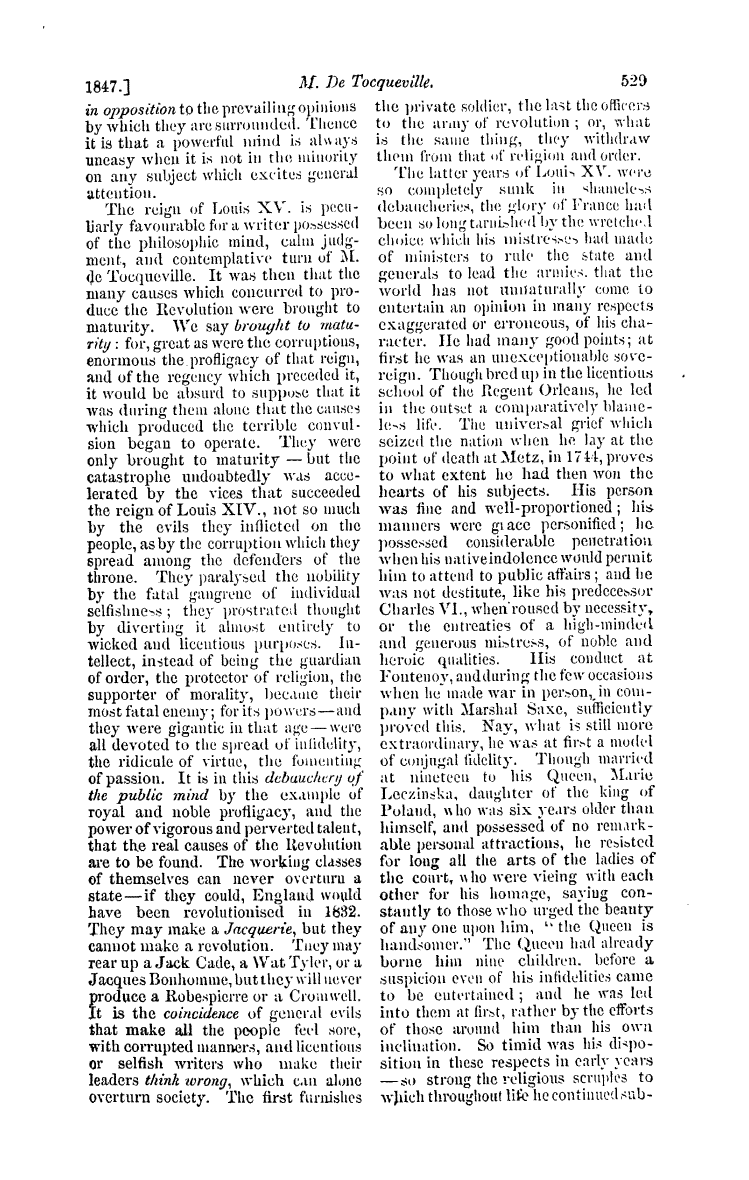 1847.] M. De Tocqueville. 529
in opposition to the prevailing opinions
by which they are surrounded. Thence
it is that a powerful mind is always
uneasy when it is not in the minority
on any subject which excites general
attention.
The reign of Louis XV. is pecu-
liarly favourable for a writer possessed
of the philosophic mind, calm judg-
ment, and contemplative turn of M.
de Tocqueville. It was then that the
many causes which concurred to pro-
duce the Revolution were brought to
maturity. We say brought to matu-
rity: for, great as were the corruptions,
enormous the profligacy of that reign,
and of the regency which preceded it,
it would be absurd to suppose that it
was during them alone that the causes
which produced the terrible convul-
sion began to operate. They were
only brought to maturity — but the
catastrophe undoubtedly was acce-
lerated by the vices that succeeded
the reign of Louis XIV., not so much
by the evils they inflicted on the
people, as by the corruption which they
spread among the defenders of the
throne. They paralysed the nobility
by the fatal gangrene of individual
selfishness; they prostrated thought
by diverting it almost entirely to
wicked and licentious purposes. In-
tellect, instead of being the guardian
of order, the protector of religion, the
supporter of morality, became their
most fatal enemy; for its powers—and
they were gigantic in that age—were
all devoted to the spread of infidelity,
the ridicule of virtue, the fomenting
of passion. It is in this debauchery of
the public mind by the example of
royal and noble profligacy, and the
power of vigorous and perverted talent,
that the real causes of the Revolution
are to be found. The working classes
of themselves can never overturn a
state—if they could, England would
have been revolutionised in 1832.
They may make a Jacquerie, but they
cannot make a revolution. They may
rear up a Jack Cade, a Wat Tyler, or a
Jacques Bonhomme, but they will never
produce a Robespierre or a Cromwell.
It is the coincidence of general evils
that make all the people feel sore,
with corrupted manners, and licentious
or selfish writers who make their
leaders think wrong, which can alone
overturn society. The first furnishes
the private soldier, the last the officers
to the army of revolution; or, what
is the same thing, they withdraw
them from that of religion and order.
The latter years of Louis XV. were
so completely sunk in shameless
debaucheries, the glory of France had
been so long tarnished by the wretched
choice which his mistresses had made
of ministers to rule the state and
generals to lead the armies, that the
world has not unnaturally come to
entertain an opinion in many respects
exaggerated or erroneous, of his cha-
racter. He had many good points; at
first he was an unexceptionable sove-
reign. Though bred up in the licentious
school of the Regent Orleans, he led
in the outset a comparatively blame-
less life. The universal grief which
seized the nation when he lay at the
point of death at Metz, in 1744, proves
to what extent he had then won the
hearts of his subjects. His person
was fine and well-proportioned; his
manners were grace personified; he
possessed considerable penetration
when his native indolence would permit
him to attend to public affairs; and he
was not destitute, like his predecessor
Charles VI., when roused by necessity,
or the entreaties of a high-minded
and generous mistress, of noble and
heroic qualities. His conduct at
Fontenoy, and during the few occasions
when he made war in person, in com-
pany with Marshal Saxe, sufficiently
proved this. Nay, what is still more
extraordinary, he was at first a model
of conjugal fidelity. Though married
at nineteen to his Queen, Marie
Leczinska, daughter of the king of
Poland, who was six years older than
himself, and possessed of no remark-
able personal attractions, he resisted
for long all the arts of the ladies of
the court, who were vieing with each
other for his homage, saying con-
stantly to those who urged the beauty
of any one upon him, "the Queen is
handsomer." The Queen had already
borne him nine children, before a
suspicion even of his infidelities came
to be entertained; and he was led
into them at first, rather by the efforts
of those around him than his own
inclination. So timid was his dispo-
sition in these respects in early years
—so strong the religious scruples to
which throughout life he continued sub-